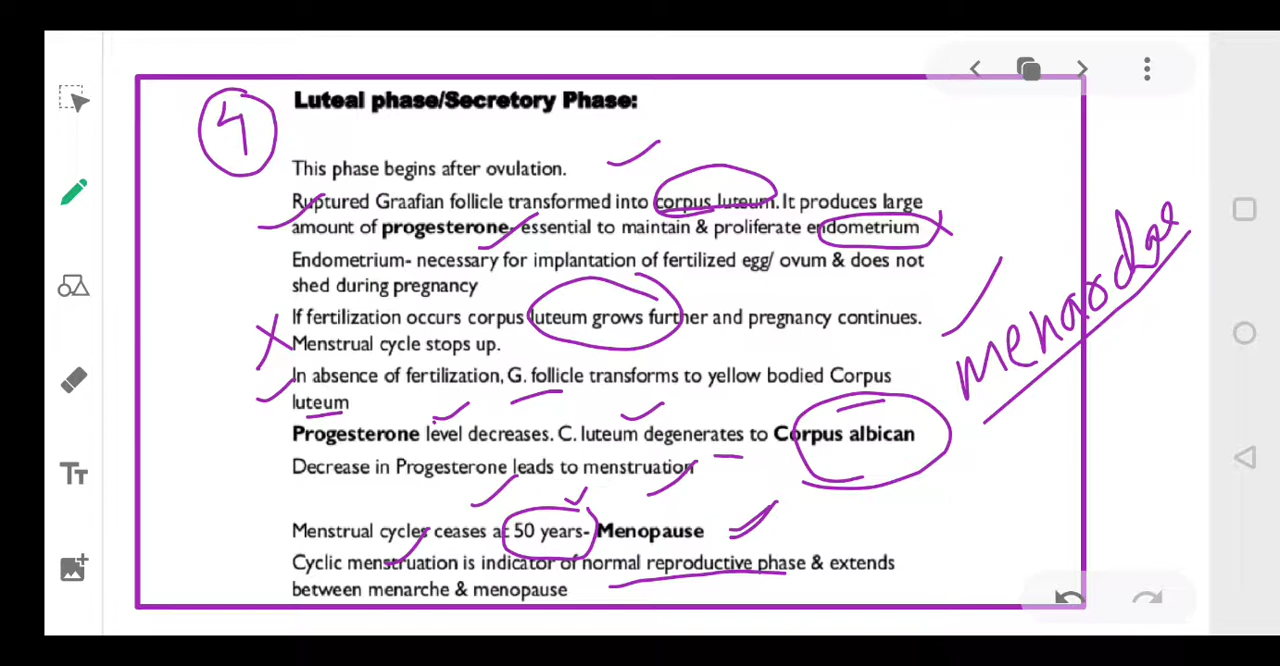 4
Luteal phase/Secretory Phase:
This phase begins after ovulation.
Ruptured Graafian follicle transformed into corpus luteum. It produces large
amount of progesterone- essential to maintain & proliferate endometrium
Endometrium- necessary for implantation of fertilized egg/ ovum & does not
shed during pregnancy
If fertilization occurs corpus luteum grows further and pregnancy continues.
Menstrual cycle stops up.
In absence of fertilization, G. follicle transforms to yellow bodied Corpus
luteum
Progesterone level decreases. C. luteum degenerates to Corpus albican
Decrease in Progesterone leads to menstruation
Menstrual cycles ceases at 50 years- Menopause
Cyclic menstruation is indicator of normal reproductive phase & extends
between menarche & menopause
Tт